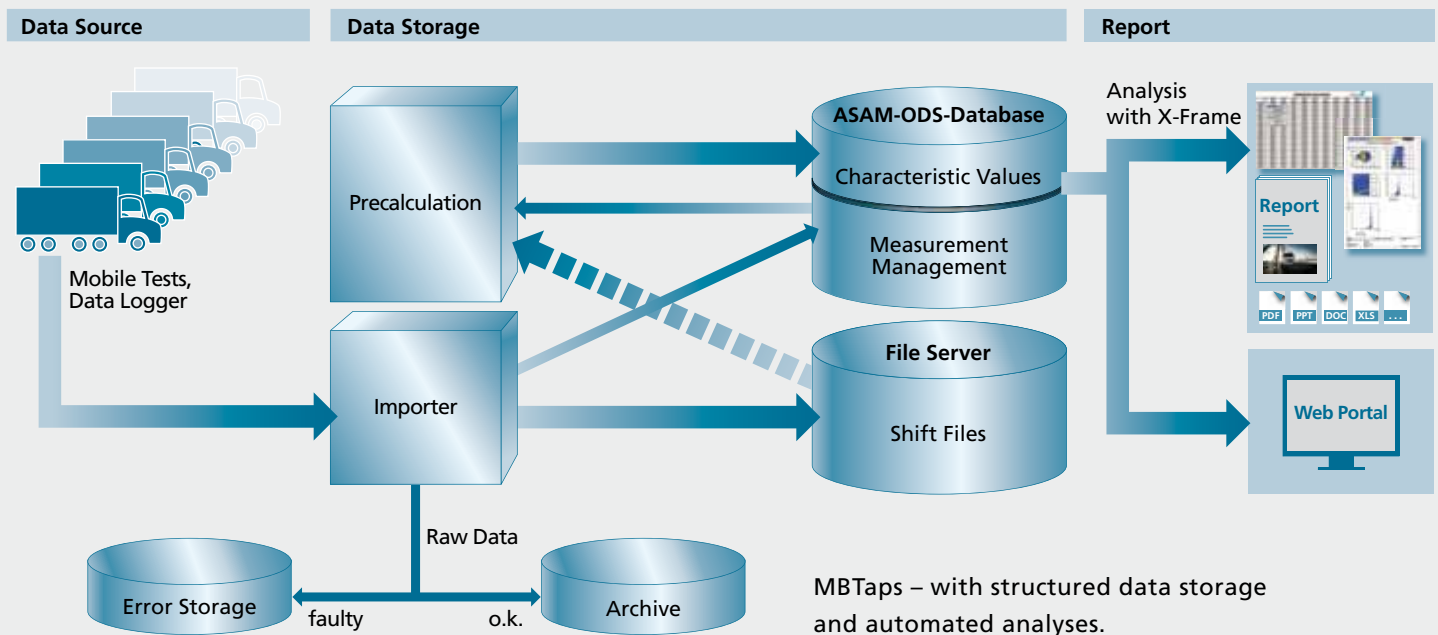 Data Source
Data Storage
Report
Mobile Tests,
Data Logger
Precalculation
Importer
ASAM-ODS-Database
Characteristic Values
Measurement
Management
File Server
Shift Files
Analysis
with X-Frame
Report
PDF
PPT
DOC
XLS
...
Web Portal
Raw Data
Error Storage
faulty
o.k.
Archive
MBTaps – with structured data storage
and automated analyses.